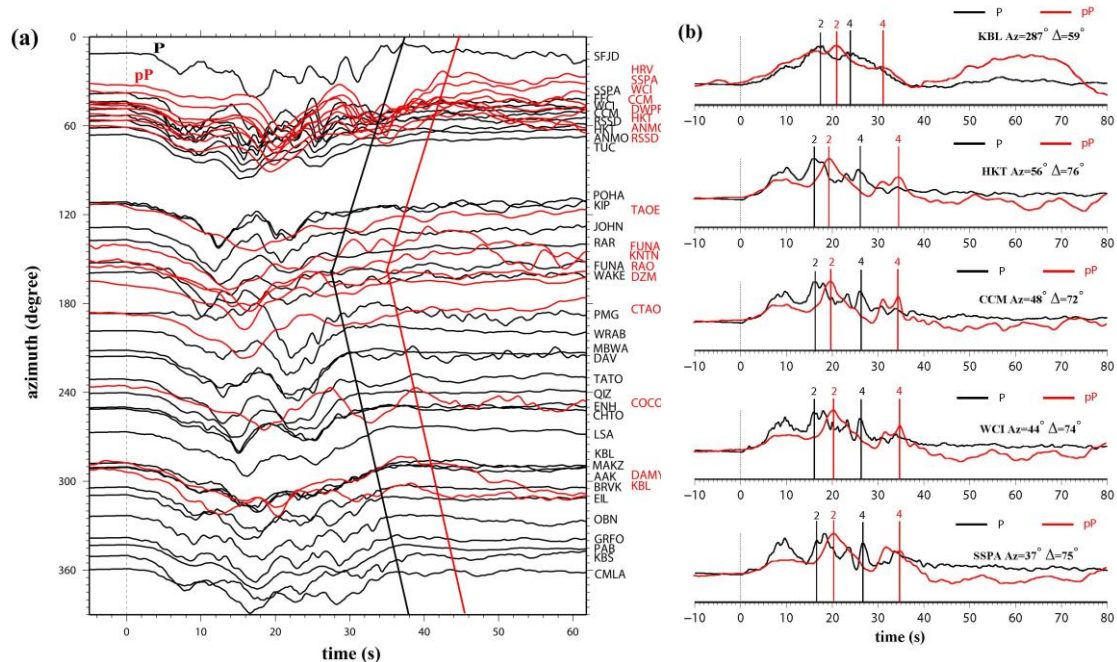 (a)
P
pP
azimuth (degree)
0
60
120
180
240
300
360
SFJD
SSPA
FFC
WCI
CCM
RSSD
HKT
ANMO
TUC
POHA
KIP
JOHN
RAR
FUNA
WAKE
PMG
WRAB
MBWA
DAV
TATO
QIZ
ENH
CHTO
LSA
KBL
MAKZ
AAK
BRVK
EIL
OBN
GRFO
PAB
KBS
CMLA
HRV
SSPA
WCI
CCM
HKT
ANMO
RSSD
TAOE
FUNA
KNTN
RAO
DZM
CTAO
COCO
DAMY
KBL
0 10 20 30 40 50 60
time (s)
(b)
2 2 4 4
P pP
KBL Az=287° Δ=59°
−10 0 10 20 30 40 50 60 70 80
2 2 4 4
P pP
HKT Az=56° Δ=76°
−10 0 10 20 30 40 50 60 70 80
2 2 4 4
P pP
CCM Az=48° Δ=72°
−10 0 10 20 30 40 50 60 70 80
2 2 4 4
P pP
WCI Az=44° Δ=74°
−10 0 10 20 30 40 50 60 70 80
2 2 4 4
P pP
SSPA Az=37° Δ=75°
−10 0 10 20 30 40 50 60 70 80
time (s)